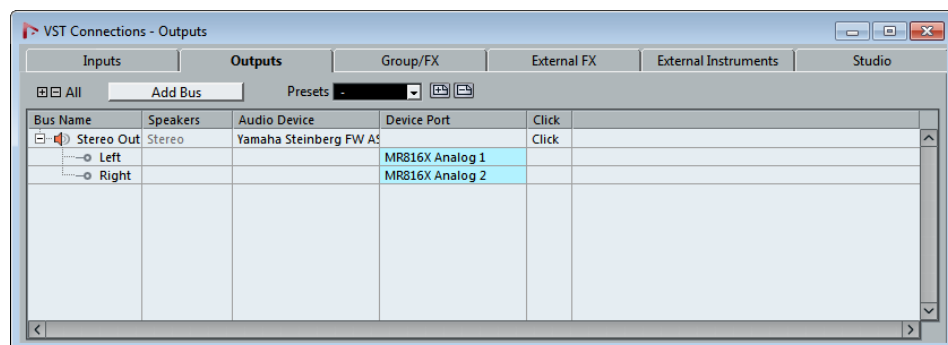 VST Connections - Outputs
Inputs Outputs Group/FX External FX External Instruments Studio
All Add Bus Presets -
Bus Name Speakers Audio Device Device Port Click
Stereo Out Stereo Yamaha Steinberg FW AS Click
Left MR816X Analog 1
Right MR816X Analog 2